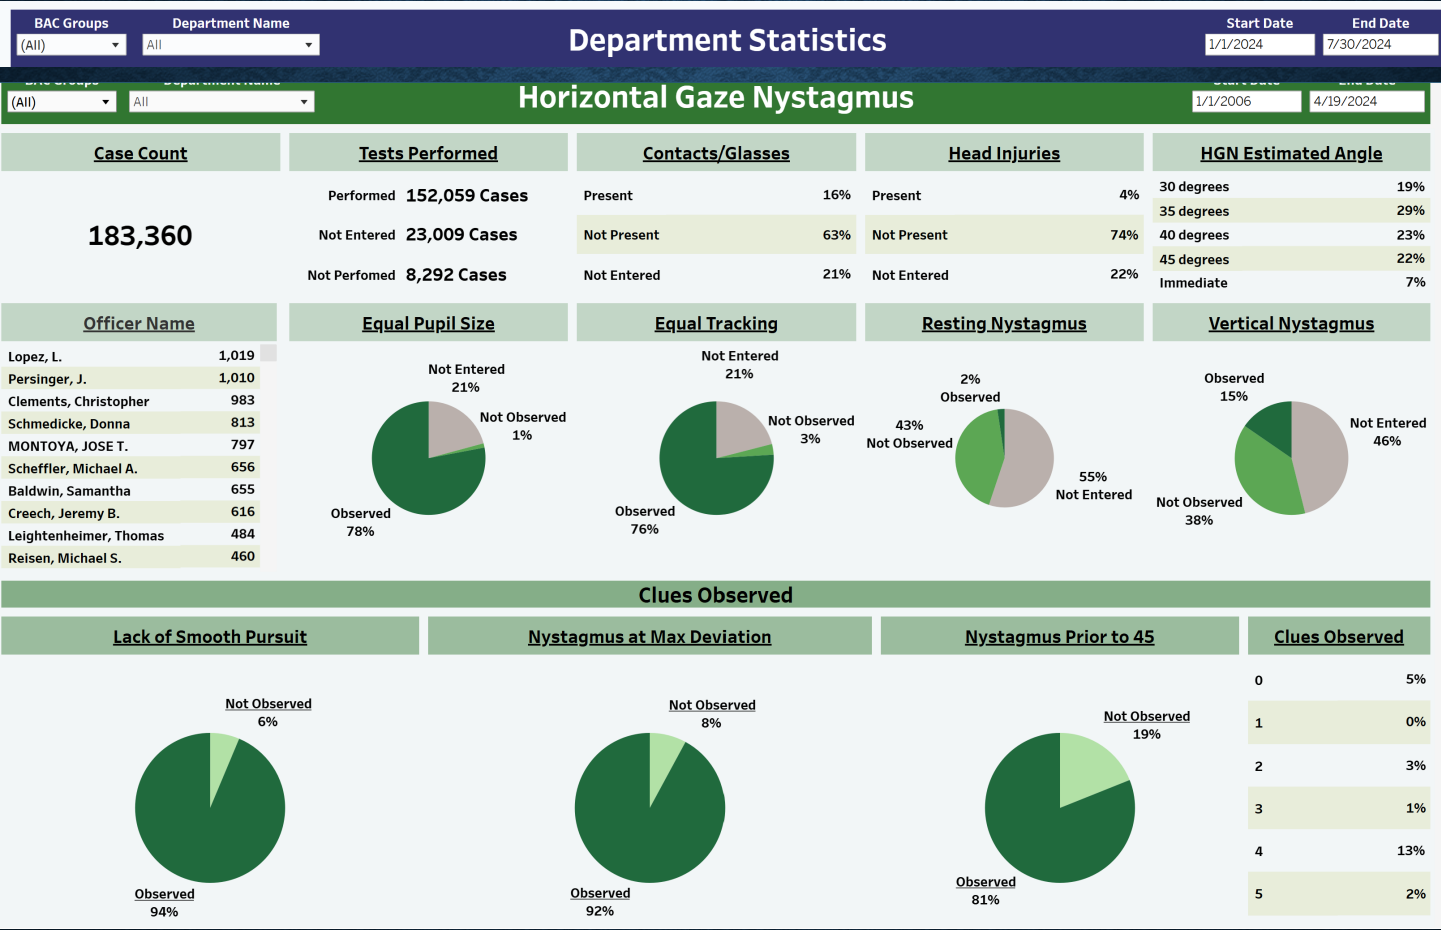 BAC Groups
Department Name
Department Statistics
Start Date
End Date
(All)
All
1/1/2024
7/30/2024
BAC Groups
Department Name
Horizontal Gaze Nystagmus
Start Date
End Date
(All)
All
1/1/2006
4/19/2024
Case Count
183,360
Tests Performed
Performed 152,059 Cases
Not Entered 23,009 Cases
Not Perfomed 8,292 Cases
Contacts/Glasses
Present 16%
Not Present 63%
Not Entered 21%
Head Injuries
Present 4%
Not Present 74%
Not Entered 22%
HGN Estimated Angle
30 degrees 19%
35 degrees 29%
40 degrees 23%
45 degrees 22%
Immediate 7%
Officer Name
Lopez, L. 1,019
Persinger, J. 1,010
Clements, Christopher 983
Schmedicke, Donna 813
MONTOYA, JOSE T. 797
Scheffler, Michael A. 656
Baldwin, Samantha 655
Creech, Jeremy B. 616
Leightenheimer, Thomas 484
Reisen, Michael S. 460
Equal Pupil Size
Not Entered
21%
Not Observed
1%
Observed
78%
Equal Tracking
Not Entered
21%
Not Observed
3%
Observed
76%
Resting Nystagmus
2%
Observed
43%
Not Observed
55%
Not Entered
Vertical Nystagmus
Observed
15%
Not Entered
46%
Not Observed
38%
Clues Observed
Lack of Smooth Pursuit
Not Observed
6%
Observed
94%
Nystagmus at Max Deviation
Not Observed
8%
Observed
92%
Nystagmus Prior to 45
Not Observed
19%
Observed
81%
Clues Observed
0 5%
1 0%
2 3%
3 1%
4 13%
5 2%